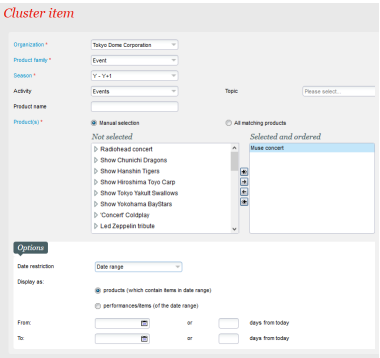 Cluster item
Organization * Tokyo Dome Corporation
Product family * Event
Season * Y - Y+1
Activity Events Topic Please select...
Product name
Product(s) * Manual selection All matching products
Not selected Selected and ordered
Radiohead concert Muse concert
Show Chunichi Dragons
Show Hanshin Tigers
Show Hiroshima Toyo Carp
Show Tokyo Yakult Swallows
Show Yokohama BayStars
'Concert' Coldplay
Led Zeppelin tribute
Options
Date restriction Date range
Display as:
products (which contain items in date range)
performances/items (of the date range)
From: or days from today
To: or days from today